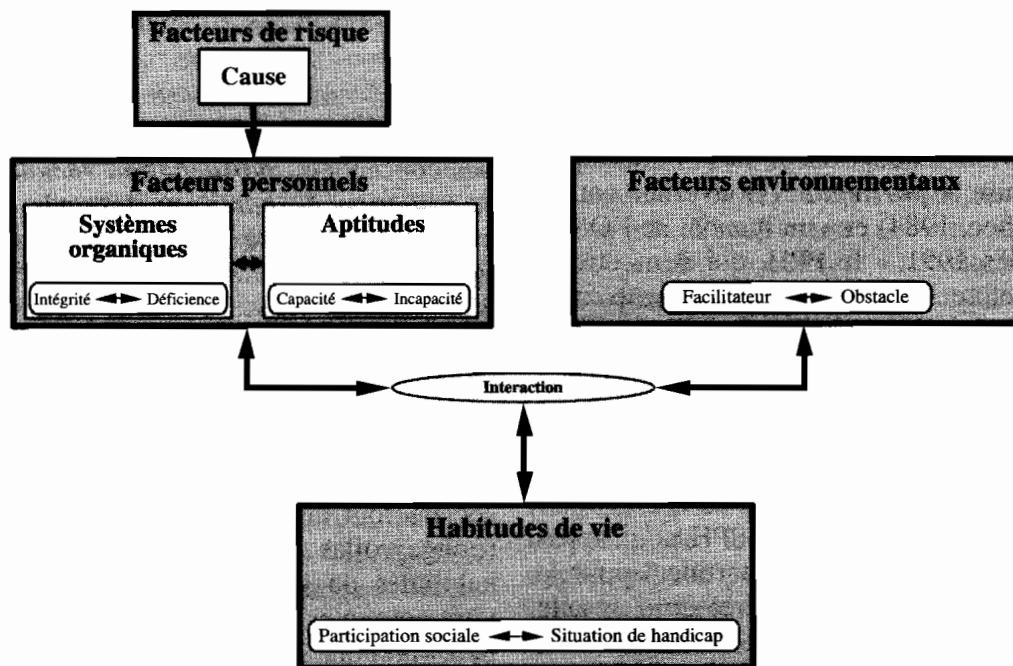 Facteurs de risque
Cause
Facteurs personnels
Systèmes
organiques
Intégrité Déficience
Aptitudes
Capacité Incapacité
Facteurs environnementaux
Facilitateur Obstacle
Interaction
Habitudes de vie
Participation sociale Situation de handicap